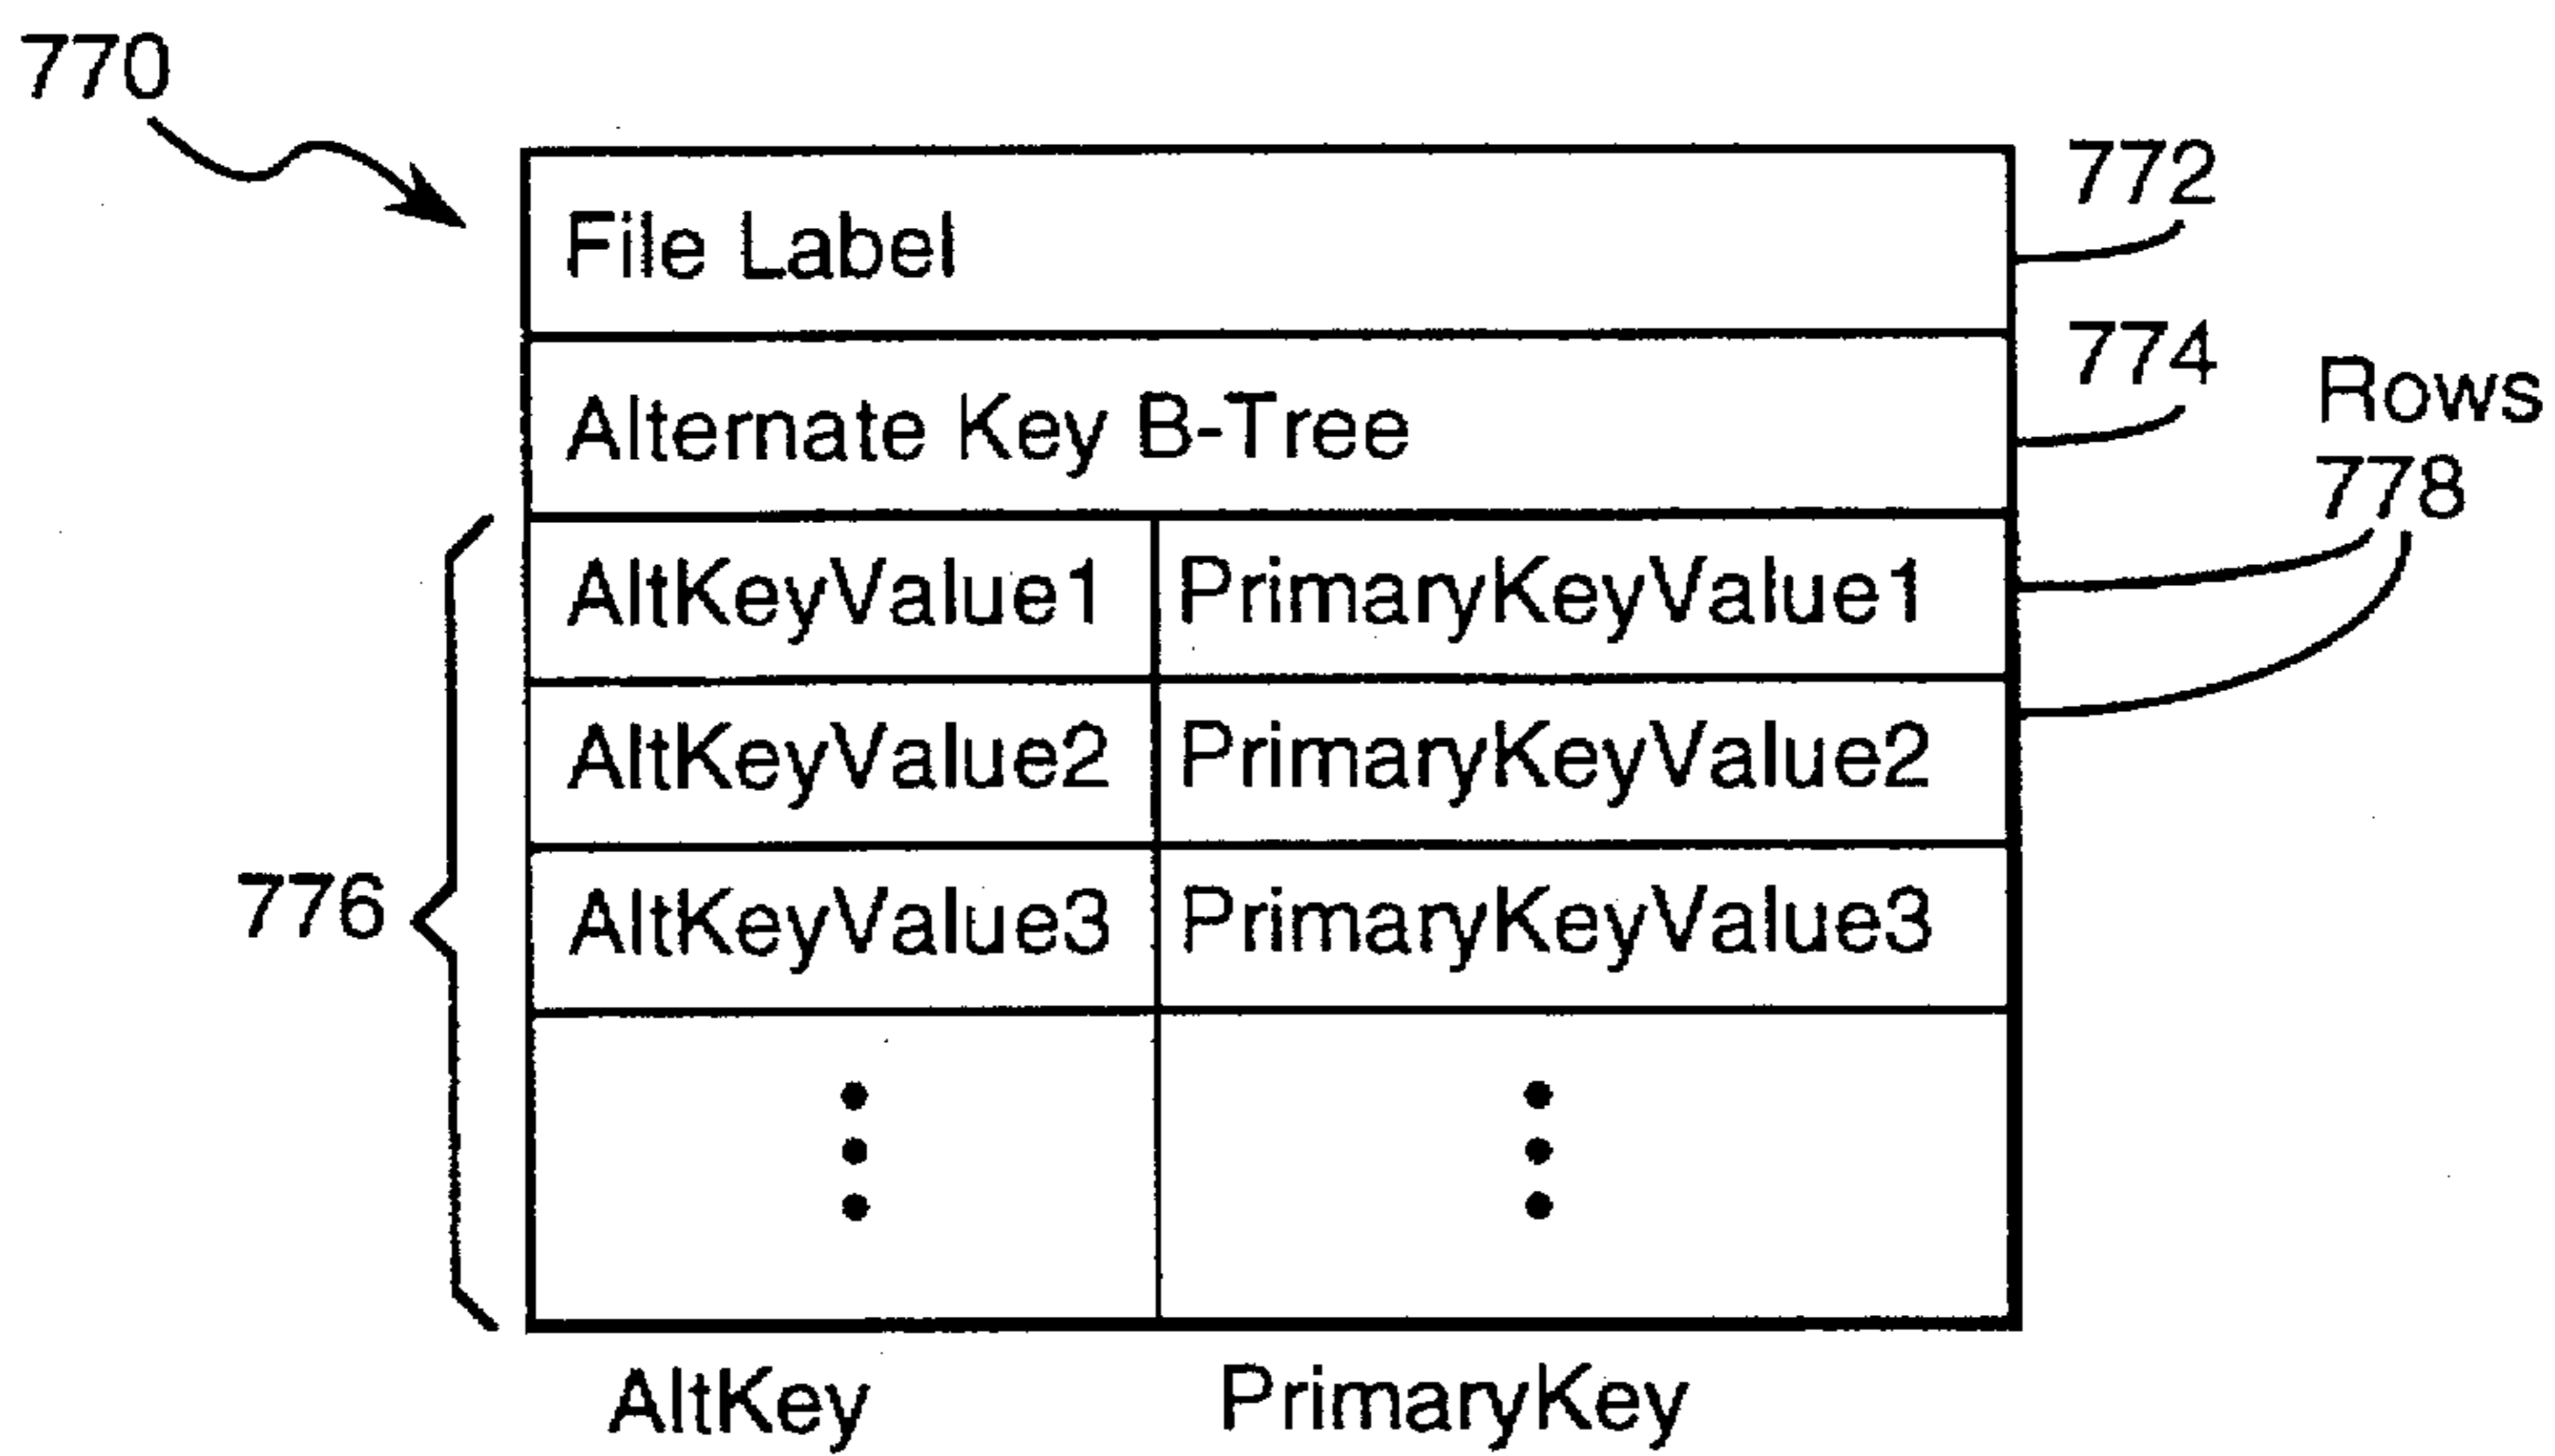 770
772
File Label
774
Alternate Key B-Tree
Rows
778
AltKeyValue1 PrimaryKeyValue1
AltKeyValue2 PrimaryKeyValue2
776
AltKeyValue3 PrimaryKeyValue3
AltKey PrimaryKey